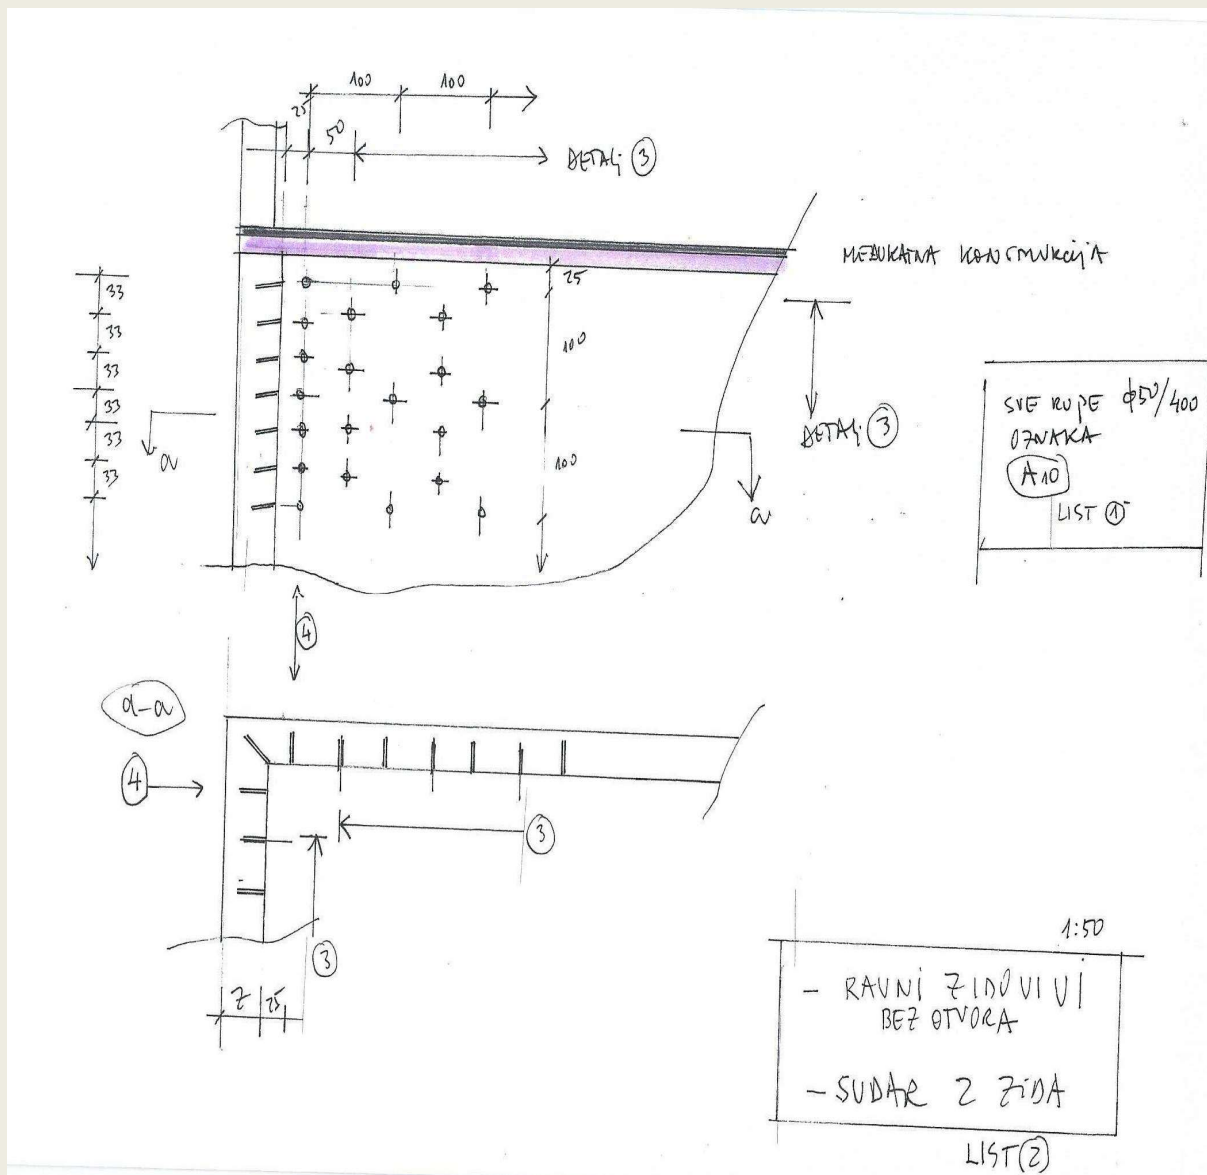 100 100
25
50
DETALJ 3
MEĐUKATNA KONSTRUKCIJA
25
33
33
100
33
33
33
33
100
a
DETALJ 3
a
SVE RUPE ϕ50/400
OZNAKA
A10
LIST 1
4
a-a
4
3
3
Z 25
1:50
- RAVNI ZIDOVI VI
BEZ OTVORA
- SUDAR 2 ZIDA
LIST 2